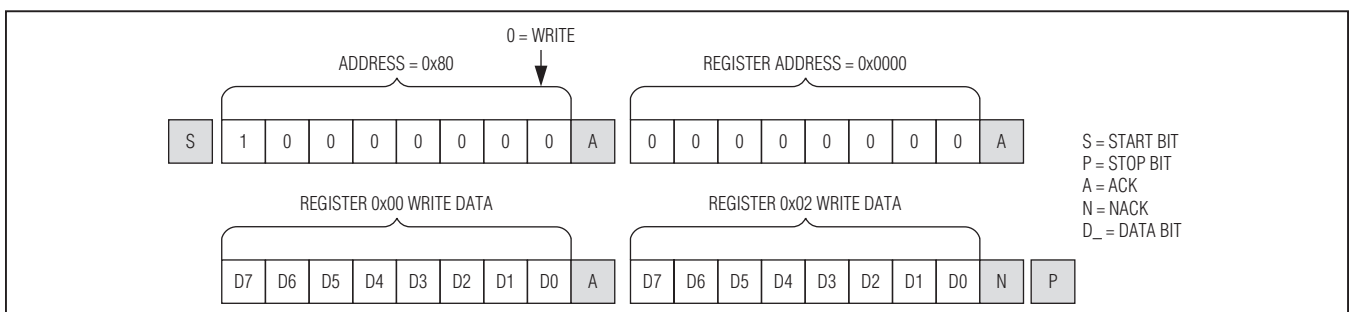 0 = WRITE
ADDRESS = 0x80 REGISTER ADDRESS = 0x0000
S 1 0 0 0 0 0 0 0 A 0 0 0 0 0 0 0 0 A
REGISTER 0x00 WRITE DATA REGISTER 0x02 WRITE DATA
D7 D6 D5 D4 D3 D2 D1 D0 A D7 D6 D5 D4 D3 D2 D1 D0 N P
S = START BIT
P = STOP BIT
A = ACK
N = NACK
D_ = DATA BIT